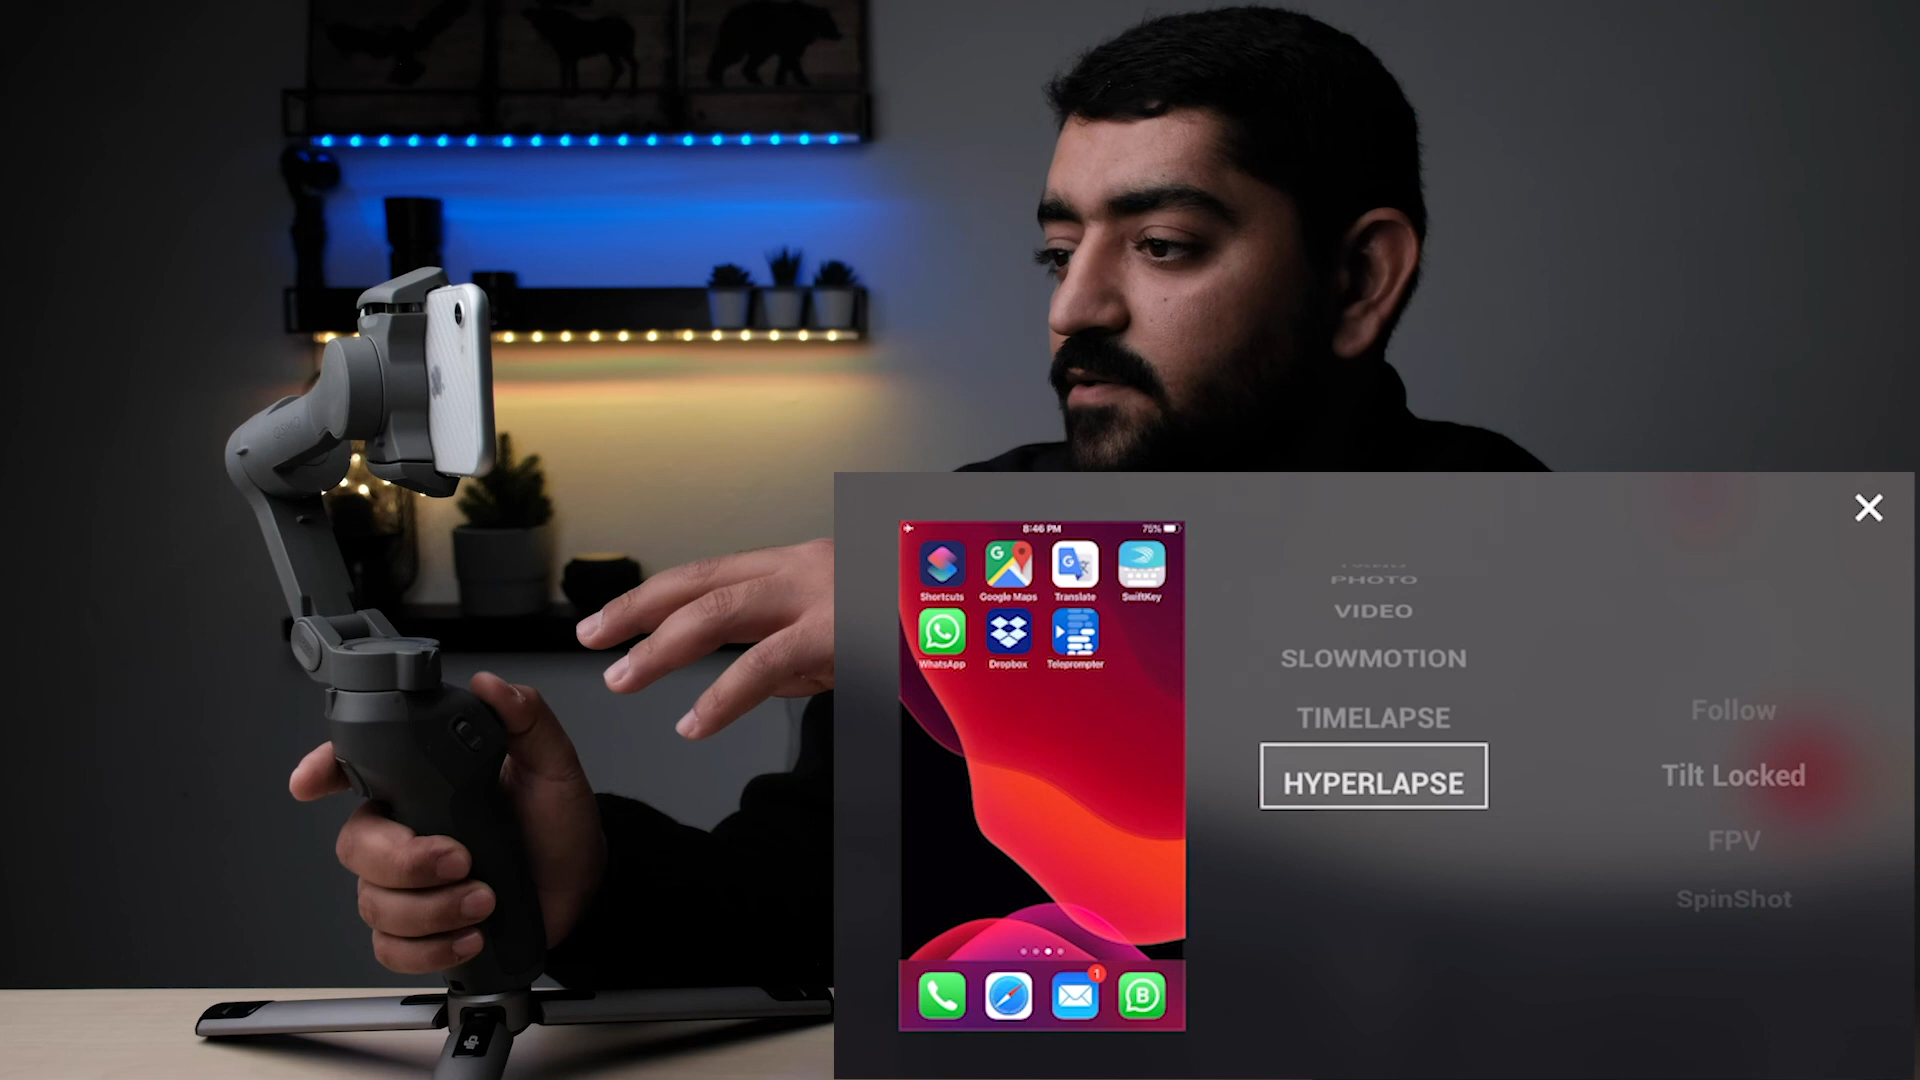 OSMO
8:46 PM
75%
Shortcuts
Google Maps
Translate
SwiftKey
WhatsApp
Dropbox
Teleprompter
1
B
PHOTO
VIDEO
SLOWMOTION
TIMELAPSE
HYPERLAPSE
Follow
Tilt Locked
FPV
SpinShot